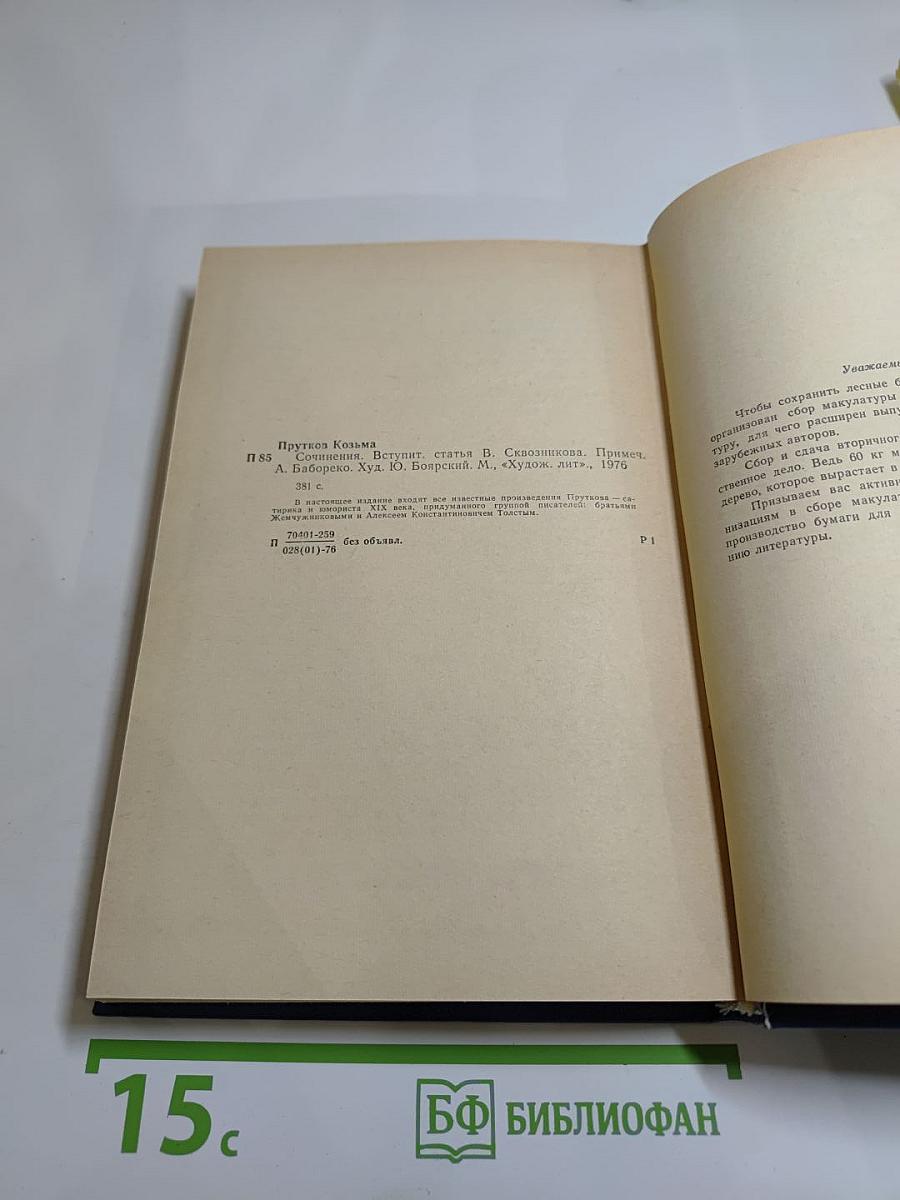 Прутков Козьма
П 85 Сочинения. Вступит. статья В. Сквозникова. Примеч.
А. Бабореко. Худ. Ю. Боярский. М., «Худож. лит»., 1976
381 с.
В настоящее издание входят все известные произведения Пруткова — са-
тирика и юмориста XIX века, придуманного группой писателей: братьями
Жемчужниковыми и Алексеем Константиновичем Толстым.
П 70401-259 без объявл. Р 1
028(01)-76
Уважаемы
Чтобы сохранить лесные б
организован сбор макулатуры
туру, для чего расширен выпу
зарубежных авторов.
Сбор и сдача вторичного
ственное дело. Ведь 60 кг м
дерево, которое вырастает в
Призываем вас активи
низациям в сборе макулат
производство бумаги для
нию литературы.
15 с
БФ БИБЛИОФАН